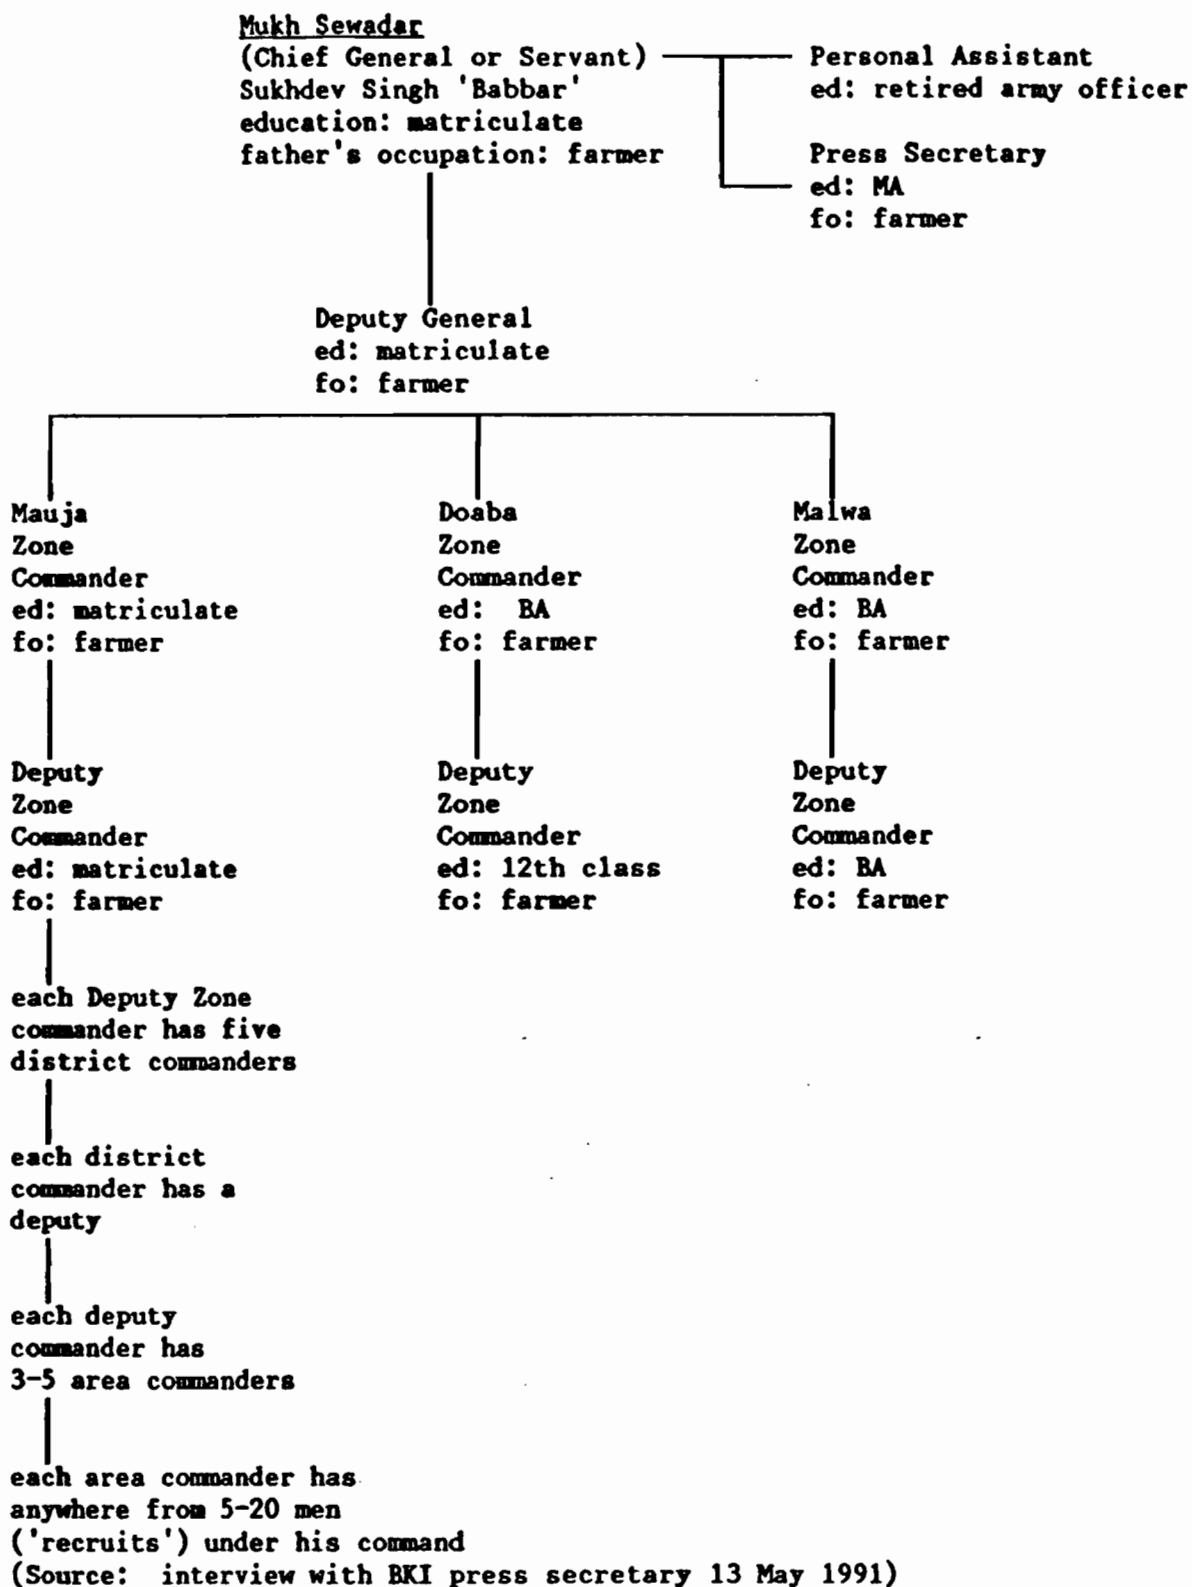 Mukh Sewadar
(Chief General or Servant)
Sukhdev Singh 'Babbar'
education: matriculate
father's occupation: farmer
Personal Assistant
ed: retired army officer
Press Secretary
ed: MA
fo: farmer
Deputy General
ed: matriculate
fo: farmer
Mauja
Zone
Commander
ed: matriculate
fo: farmer
Doaba
Zone
Commander
ed: BA
fo: farmer
Malwa
Zone
Commander
ed: BA
fo: farmer
Deputy
Zone
Commander
ed: matriculate
fo: farmer
Deputy
Zone
Commander
ed: 12th class
fo: farmer
Deputy
Zone
Commander
ed: BA
fo: farmer
each Deputy Zone
commander has five
district commanders
each district
commander has a
deputy
each deputy
commander has
3-5 area commanders
each area commander has
anywhere from 5-20 men
('recruits') under his command
(Source: interview with BKI press secretary 13 May 1991)